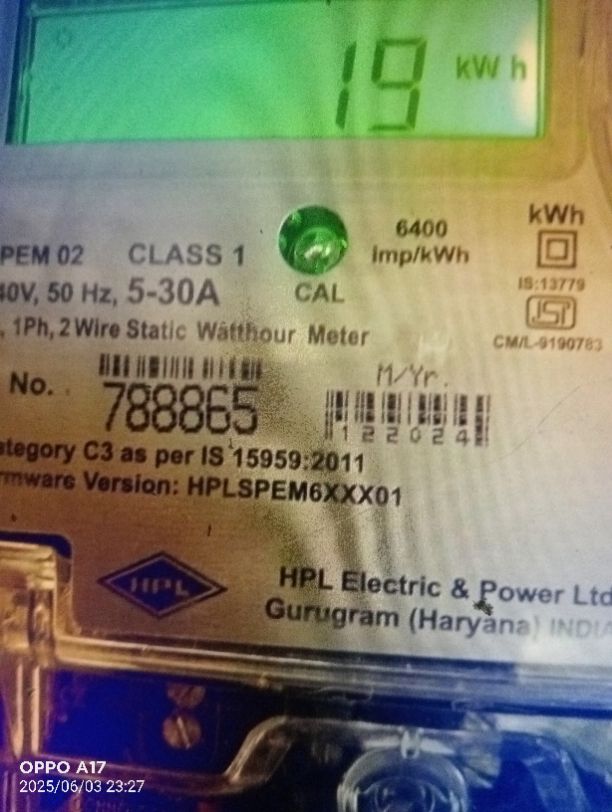 19 kWh
6400
imp/kWh
kWh
PEM 02 CLASS 1
40V, 50 Hz, 5-30A
CAL
IS:13779
ISI
CM/L-9190783
, 1Ph, 2 Wire Static Watthour Meter
No. 788865
M/Yr.
122024
ategory C3 as per IS 15959:2011
rmware Version: HPLSPEM6XXX01
HPL
HPL Electric & Power Ltd
Gurugram (Haryana) INDIA
OPPO A17
2025/06/03 23:27